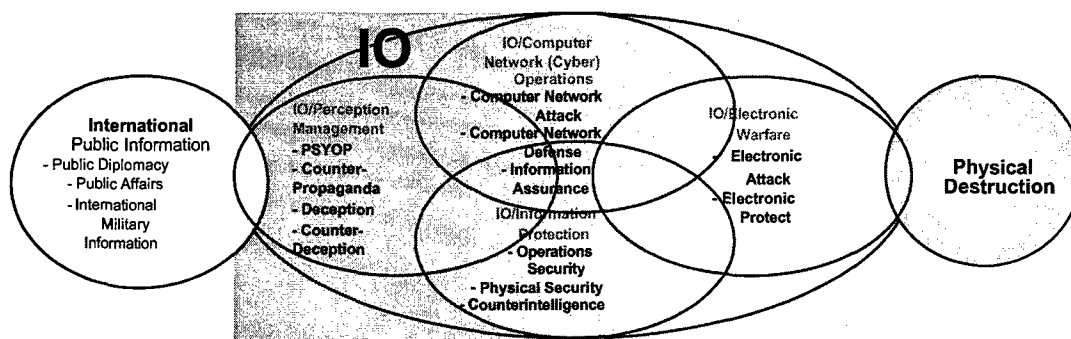 IO
International
Public Information
- Public Diplomacy
- Public Affairs
- International
Military
Information
IO/Perception
Management
- PSYOP
- Counter-
Propaganda
- Deception
- Counter-
Deception
IO/Computer
Network (Cyber)
Operations
- Computer Network
Attack
- Computer Network
Defense
- Information
Assurance
IO/Information
Protection
- Operations
Security
- Physical Security
- Counterintelligence
IO/Electronic
Warfare
- Electronic
Attack
- Electronic
Protect
Physical
Destruction